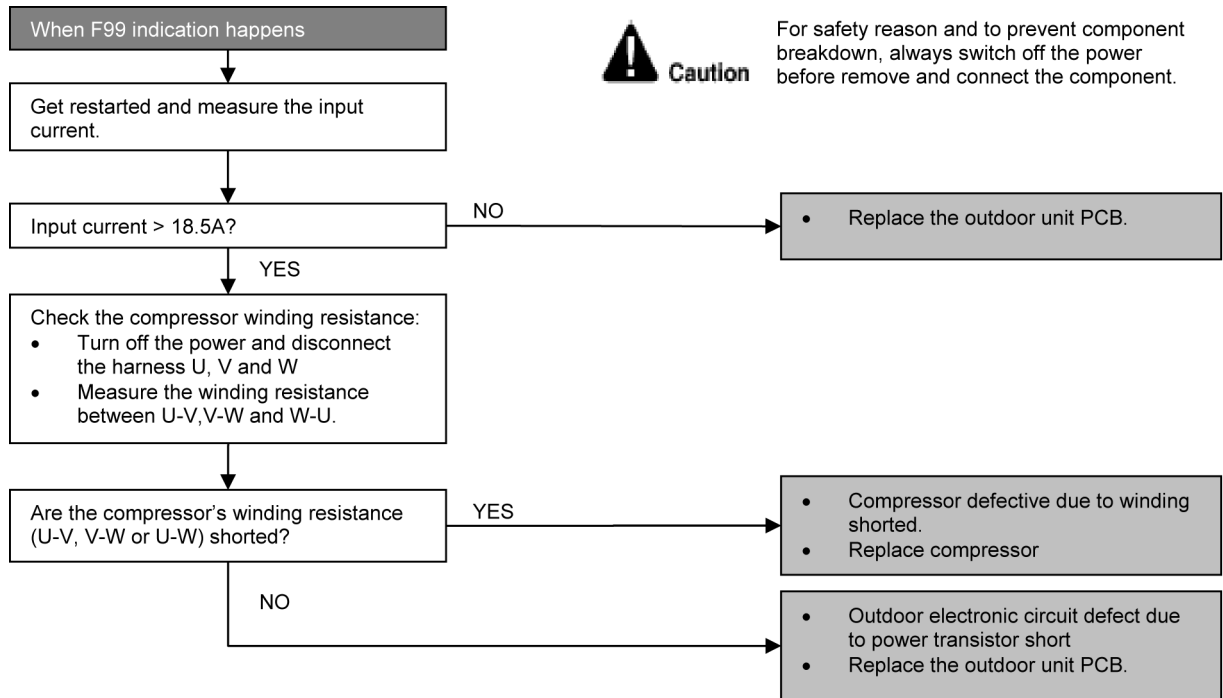 When F99 indication happens
Caution
For safety reason and to prevent component
breakdown, always switch off the power
before remove and connect the component.
Get restarted and measure the input
current.
Input current > 18.5A?
NO
• Replace the outdoor unit PCB.
YES
Check the compressor winding resistance:
• Turn off the power and disconnect
the harness U, V and W
• Measure the winding resistance
between U-V,V-W and W-U.
Are the compressor's winding resistance
(U-V, V-W or U-W) shorted?
YES
• Compressor defective due to winding
shorted.
• Replace compressor
NO
• Outdoor electronic circuit defect due
to power transistor short
• Replace the outdoor unit PCB.